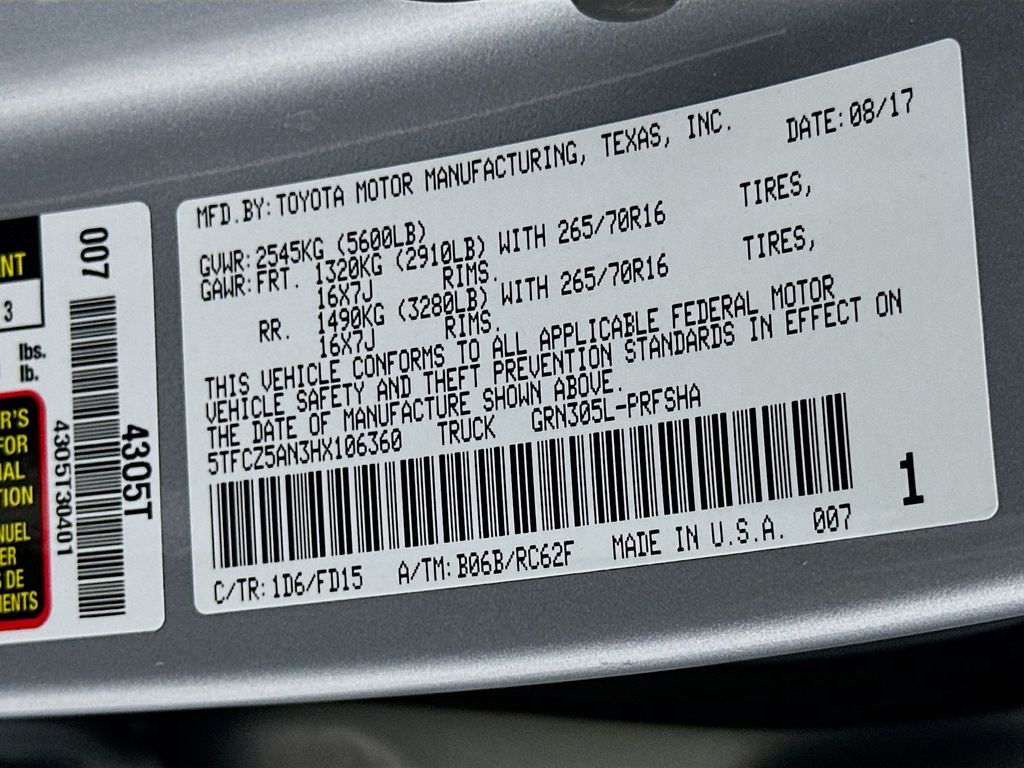 MFD.BY:TOYOTA MOTOR MANUFACTURING, TEXAS, INC. DATE:08/17
GVWR:2545KG (5600LB)
GAWR:FRT. 1320KG (2910LB) WITH 265/70R16 TIRES,
16X7J RIMS.
RR. 1490KG (3280LB) WITH 265/70R16 TIRES,
16X7J RIMS.
THIS VEHICLE CONFORMS TO ALL APPLICABLE FEDERAL MOTOR
VEHICLE SAFETY AND THEFT PREVENTION STANDARDS IN EFFECT ON
THE DATE OF MANUFACTURE SHOWN ABOVE.
5TFCZ5AN3HX106360 TRUCK GRN305L-PRFSHA
1
C/TR:1D6/FD15 A/TM:B06B/RC62F MADE IN U.S.A. 007
007
4305T
4305T30401
3
lbs.
lb.